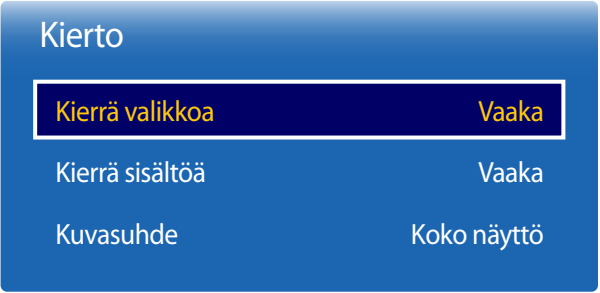 Kierto
Kierrä valikkoa Vaaka
Kierrä sisältöä Vaaka
Kuvasuhde Koko näyttö